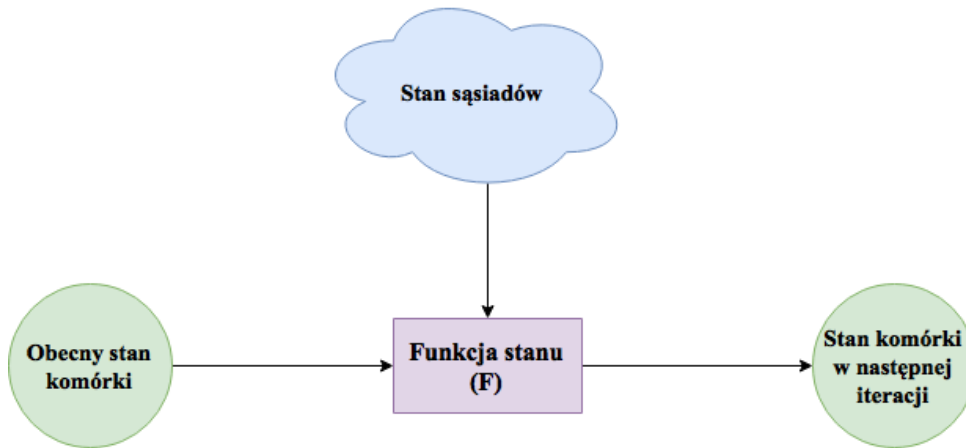 Stan sąsiadów
Obecny stan
komórki
Funkcja stanu
(F)
Stan komórki
w następnej
iteracji